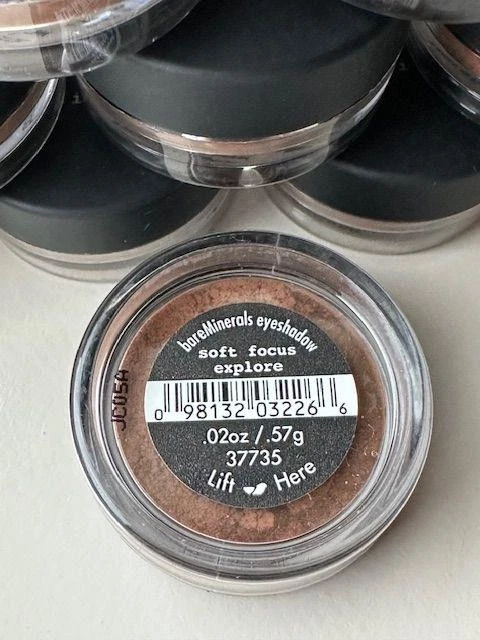 bareMinerals eyeshadow
soft focus
explore
0 98132 03226 6
.02oz /.57g
37735
Lift Here
JC05A